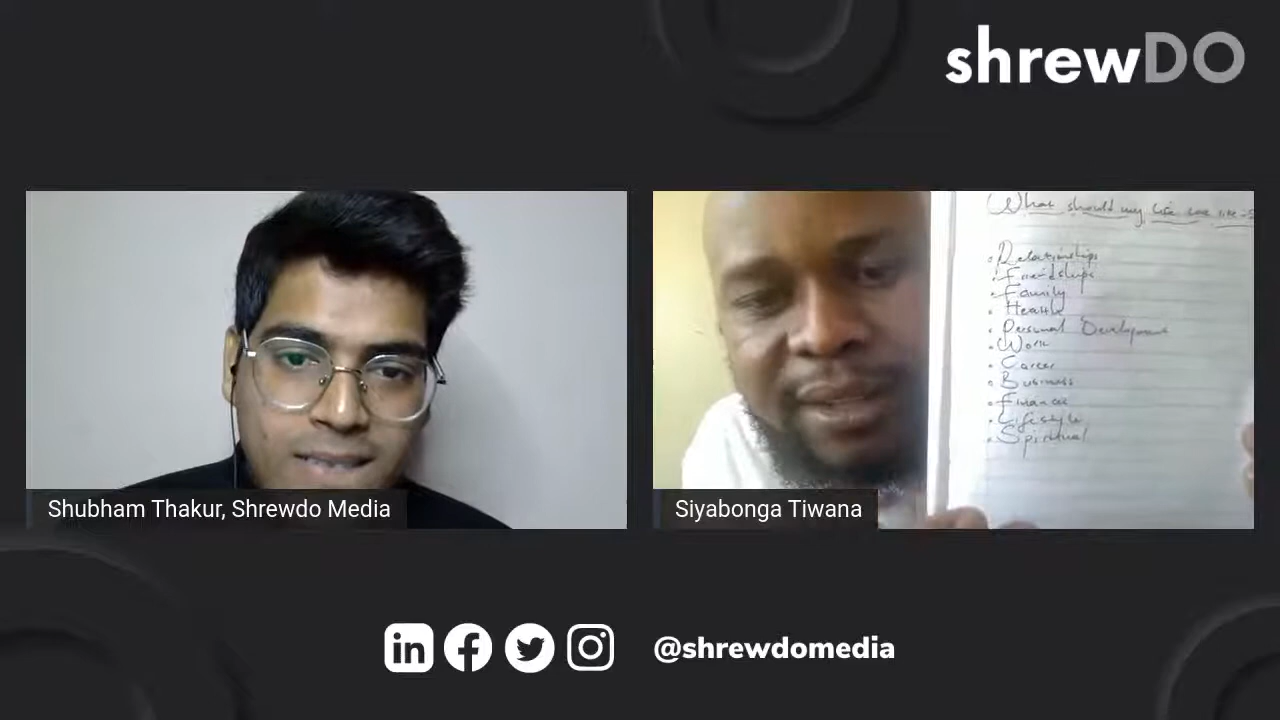 shrewDO
What should my life look like
• Relationships
• Friendships
• Family
• Health
• Personal Development
• Work
• Career
• Business
• Finance
• Lifestyle
• Spiritual
Shubham Thakur, Shrewdo Media
Siyabonga Tiwana
in
@shrewdomedia